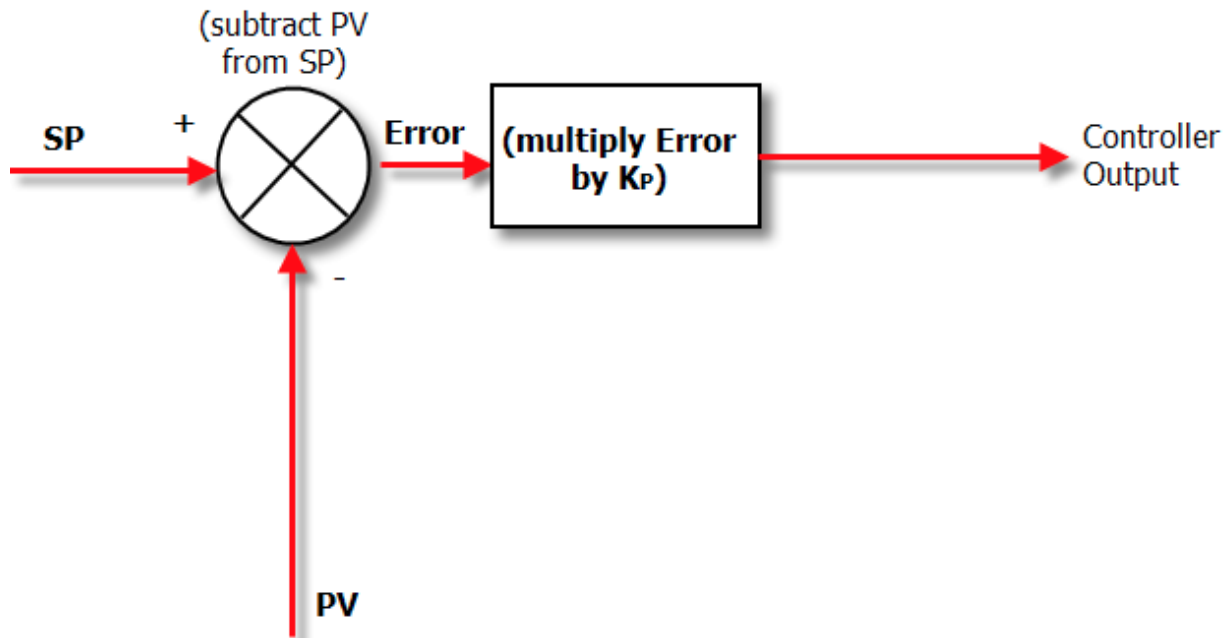 (subtract PV
from SP)
SP
+
Error
(multiply Error
by KP)
Controller
Output
-
PV